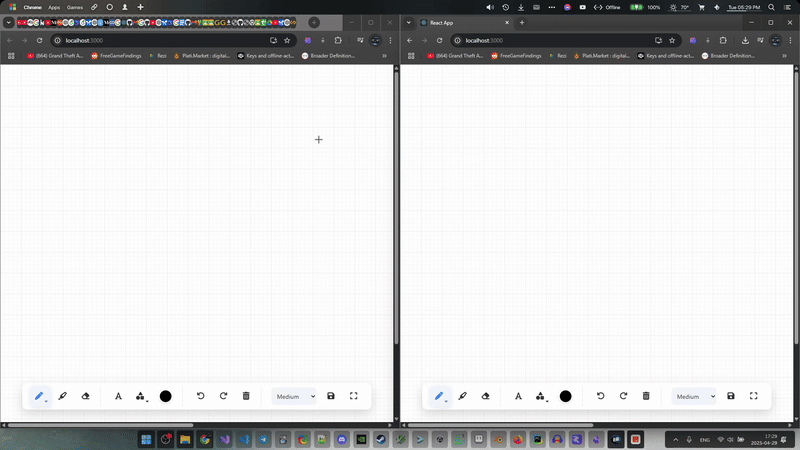 Chrome Apps Games
Offline 100% 70° Tue 05:29 PM
React App
localhost:3000
localhost:3000
(664) Grand Theft A... FreeGameFindings Rezi Plati.Market : digital... Keys and offline-act... Broader Definition...
(664) Grand Theft A... FreeGameFindings Rezi Plati.Market : digital... Keys and offline-act... Broader Definition...
A Medium
A Medium
ENG 17:29
2025-04-29